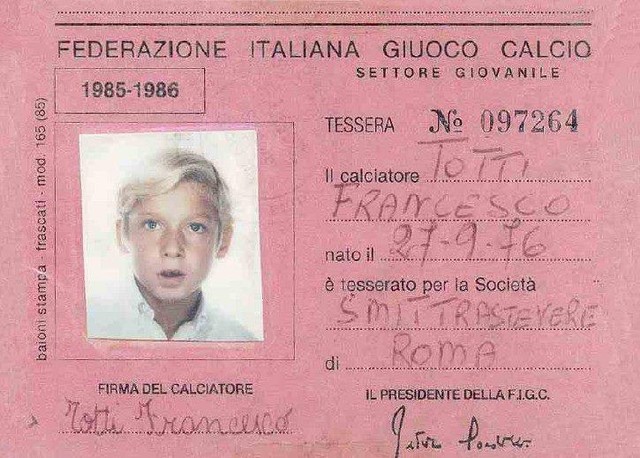 FEDERAZIONE ITALIANA GIUOCO CALCIO
SETTORE GIOVANILE
1985-1986
TESSERA № 097264
Il calciatore TOTTI
FRANCESCO
nato il 27-9-76
è tesserato per la Società
SMIT TRASTEVERE
di ROMA
FIRMA DEL CALCIATORE
Totti Francesco
IL PRESIDENTE DELLA F.I.G.C.
baioni stampa - frascati - mod. 165 (85)